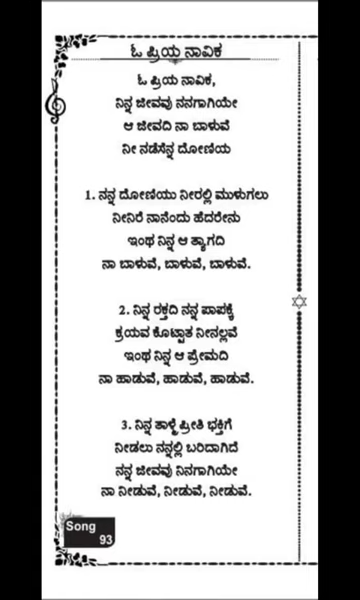 ಓ ಪ್ರಿಯ ನಾವಿಕ
ಓ ಪ್ರಿಯ ನಾವಿಕ,
ನಿನ್ನ ಜೀವವು ನನಗಾಗಿಯೇ
ಆ ಜೀವದಿ ನಾ ಬಾಳುವೆ
ನೀ ನಡೆಸೆನ್ನ ದೋಣಿಯ
1. ನನ್ನ ದೋಣಿಯು ನೀರಲ್ಲಿ ಮುಳುಗಲು
ನೀನಿರೆ ನಾನೆಂದು ಹೆದರೇನು
ಇಂಥ ನಿನ್ನ ಆ ತ್ಯಾಗದಿ
ನಾ ಬಾಳುವೆ, ಬಾಳುವೆ, ಬಾಳುವೆ.
2. ನಿನ್ನ ರಕ್ತದಿ ನನ್ನ ಪಾಪಕ್ಕೆ
ಕ್ರಯವ ಕೊಟ್ಟಾತ ನೀನಲ್ಲವೆ
ಇಂಥ ನಿನ್ನ ಆ ಪ್ರೇಮದಿ
ನಾ ಹಾಡುವೆ, ಹಾಡುವೆ, ಹಾಡುವೆ.
3. ನಿನ್ನ ತಾಳ್ಮೆ ಪ್ರೀತಿ ಭಕ್ತಿಗೆ
ನೀಡಲು ನನ್ನಲ್ಲಿ ಬರಿದಾಗಿದೆ
ನನ್ನ ಜೀವವು ನಿನಗಾಗಿಯೇ
ನಾ ನೀಡುವೆ, ನೀಡುವೆ, ನೀಡುವೆ.
Song
93